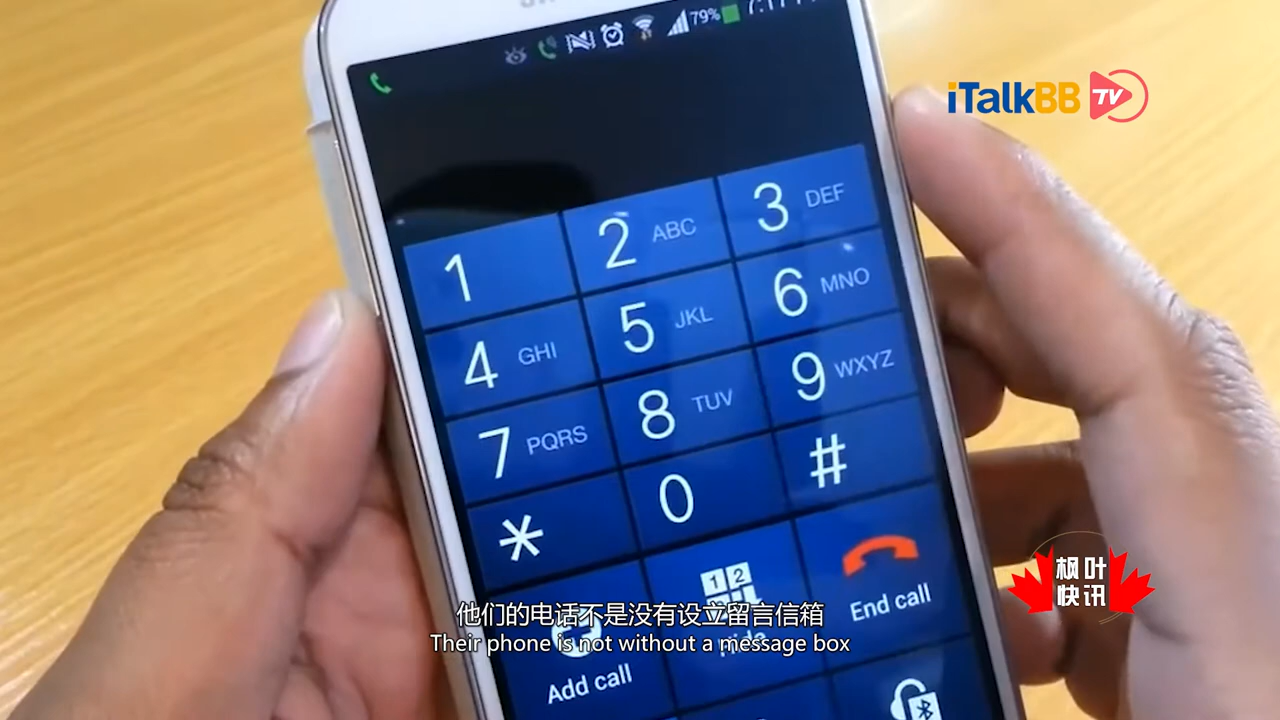 79%
iTalkBB TV
1
2 ABC
3 DEF
4 GHI
5 JKL
6 MNO
7 PQRS
8 TUV
9 WXYZ
*
0
#
End call
枫叶
快讯
他们的电话不是没有设立留言信箱
Their phone is not without a message box
Add call